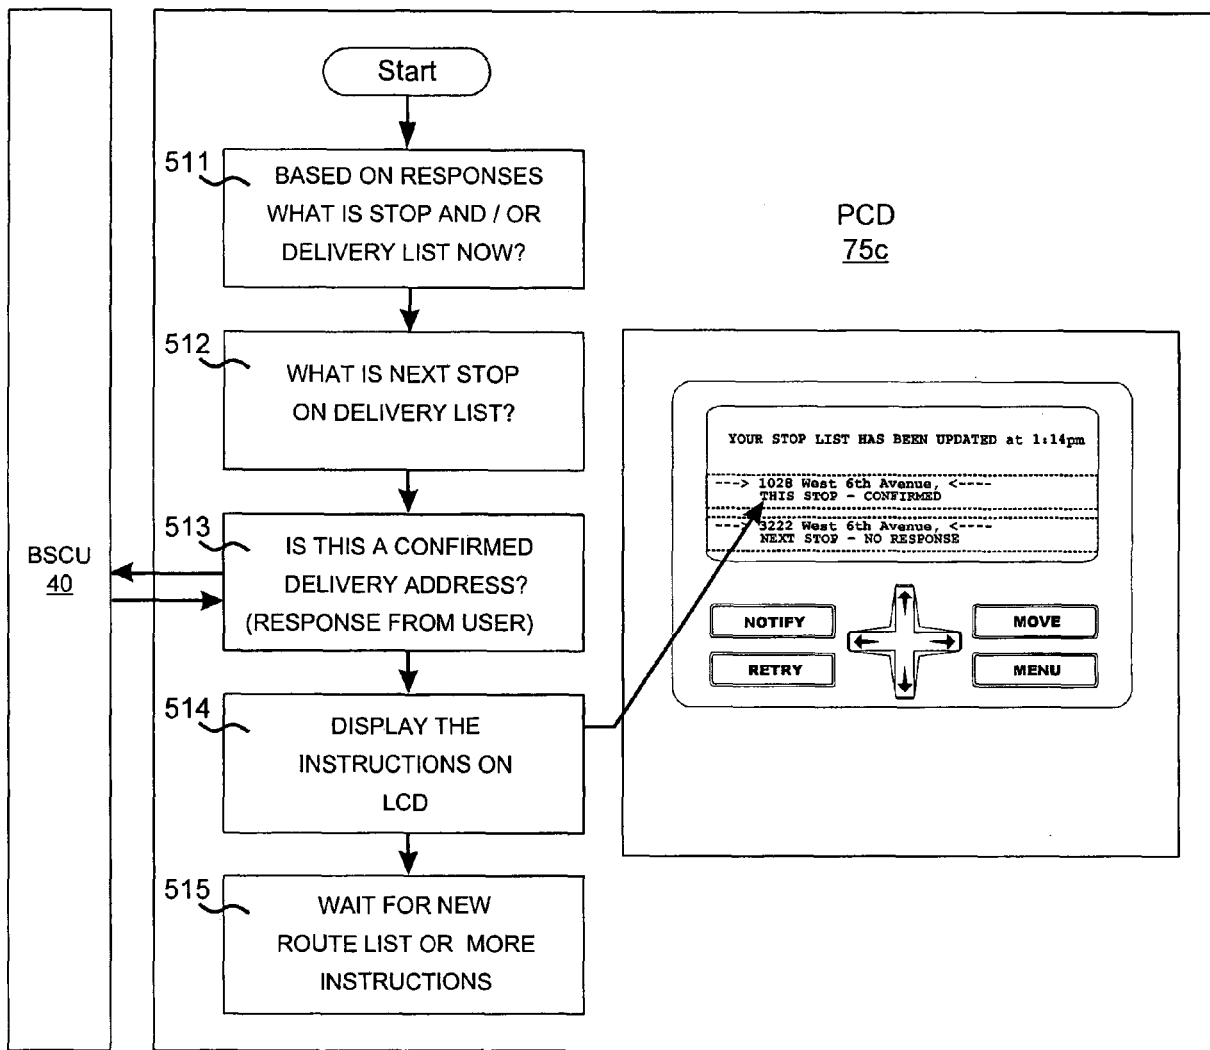 Start
511
BASED ON RESPONSES
WHAT IS STOP AND / OR
DELIVERY LIST NOW?
PCD
75c
512
WHAT IS NEXT STOP
ON DELIVERY LIST?
YOUR STOP LIST HAS BEEN UPDATED at 1:14pm
---> 1028 West 6th Avenue, <----
THIS STOP - CONFIRMED
---> 3222 West 6th Avenue, <----
NEXT STOP - NO RESPONSE
513
IS THIS A CONFIRMED
DELIVERY ADDRESS?
(RESPONSE FROM USER)
BSCU
40
NOTIFY
MOVE
RETRY
MENU
514
DISPLAY THE
INSTRUCTIONS ON
LCD
515
WAIT FOR NEW
ROUTE LIST OR MORE
INSTRUCTIONS